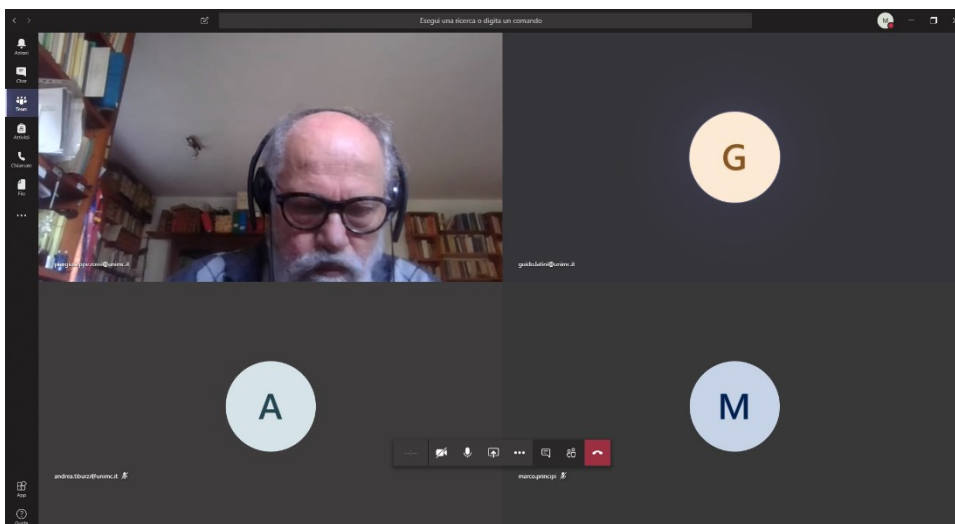 Esegui una ricerca o digita un comando
M
Attività
Chat
Team
Attività
Chiamate
File
G
guido.latini@unimc.it
A
M
andrea.tiburzi@unimc.it
marco.principi
App
Guida